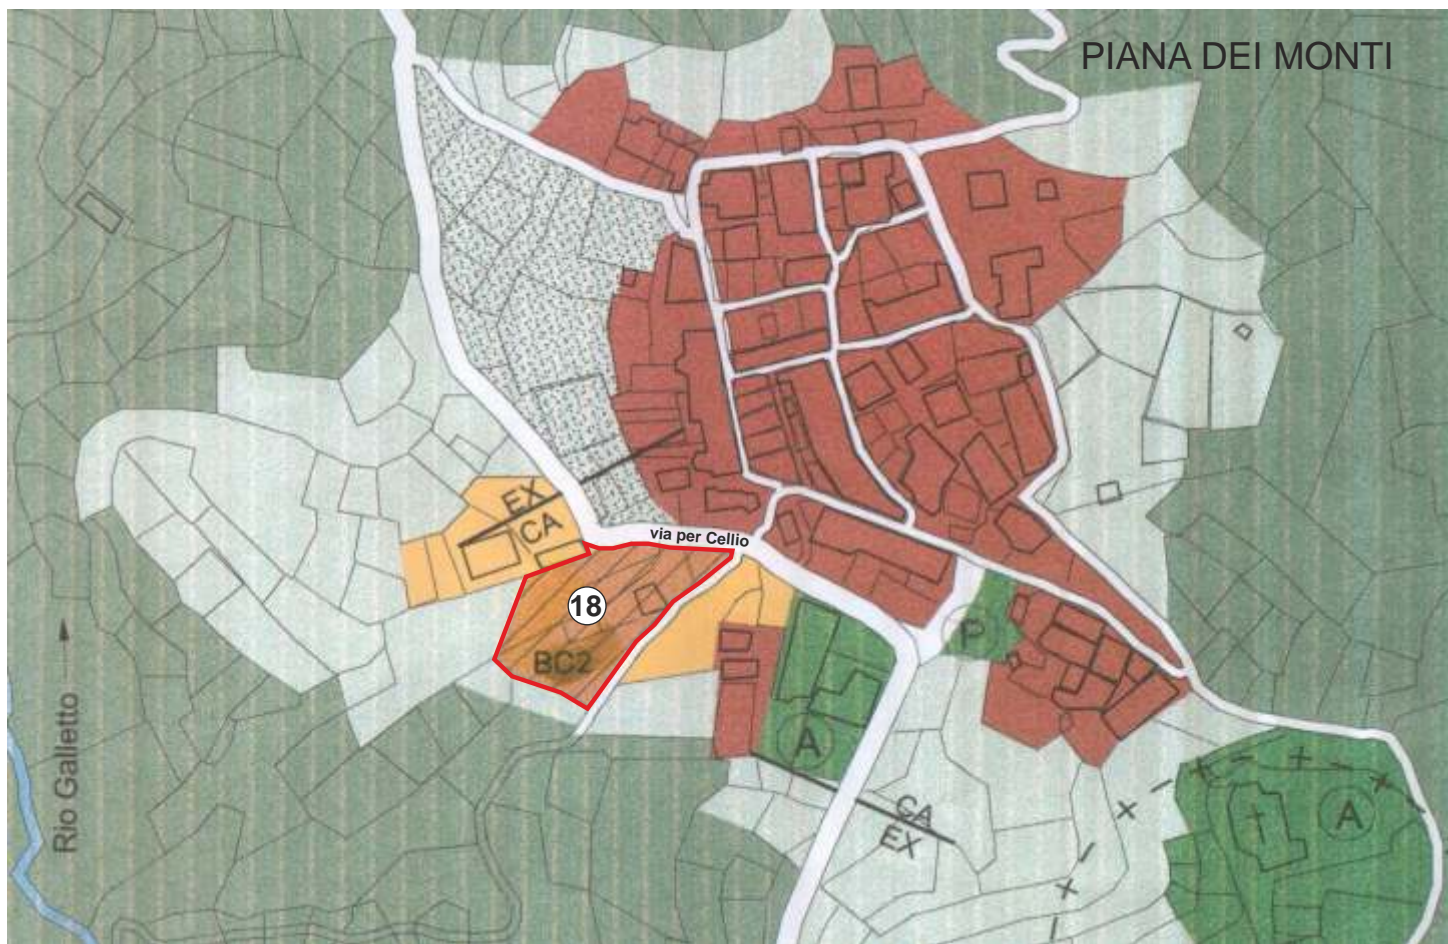 PIANA DEI MONTI
EX
CA
via per Cellio
18
BC2
P
A
A
CA
EX
Rio Galletto